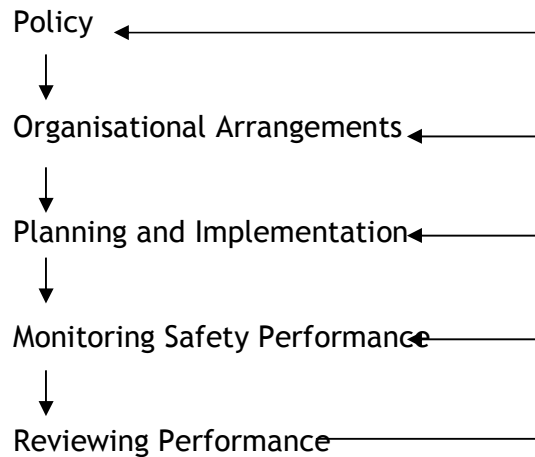 Policy
Organisational Arrangements
Planning and Implementation
Monitoring Safety Performance
Reviewing Performance